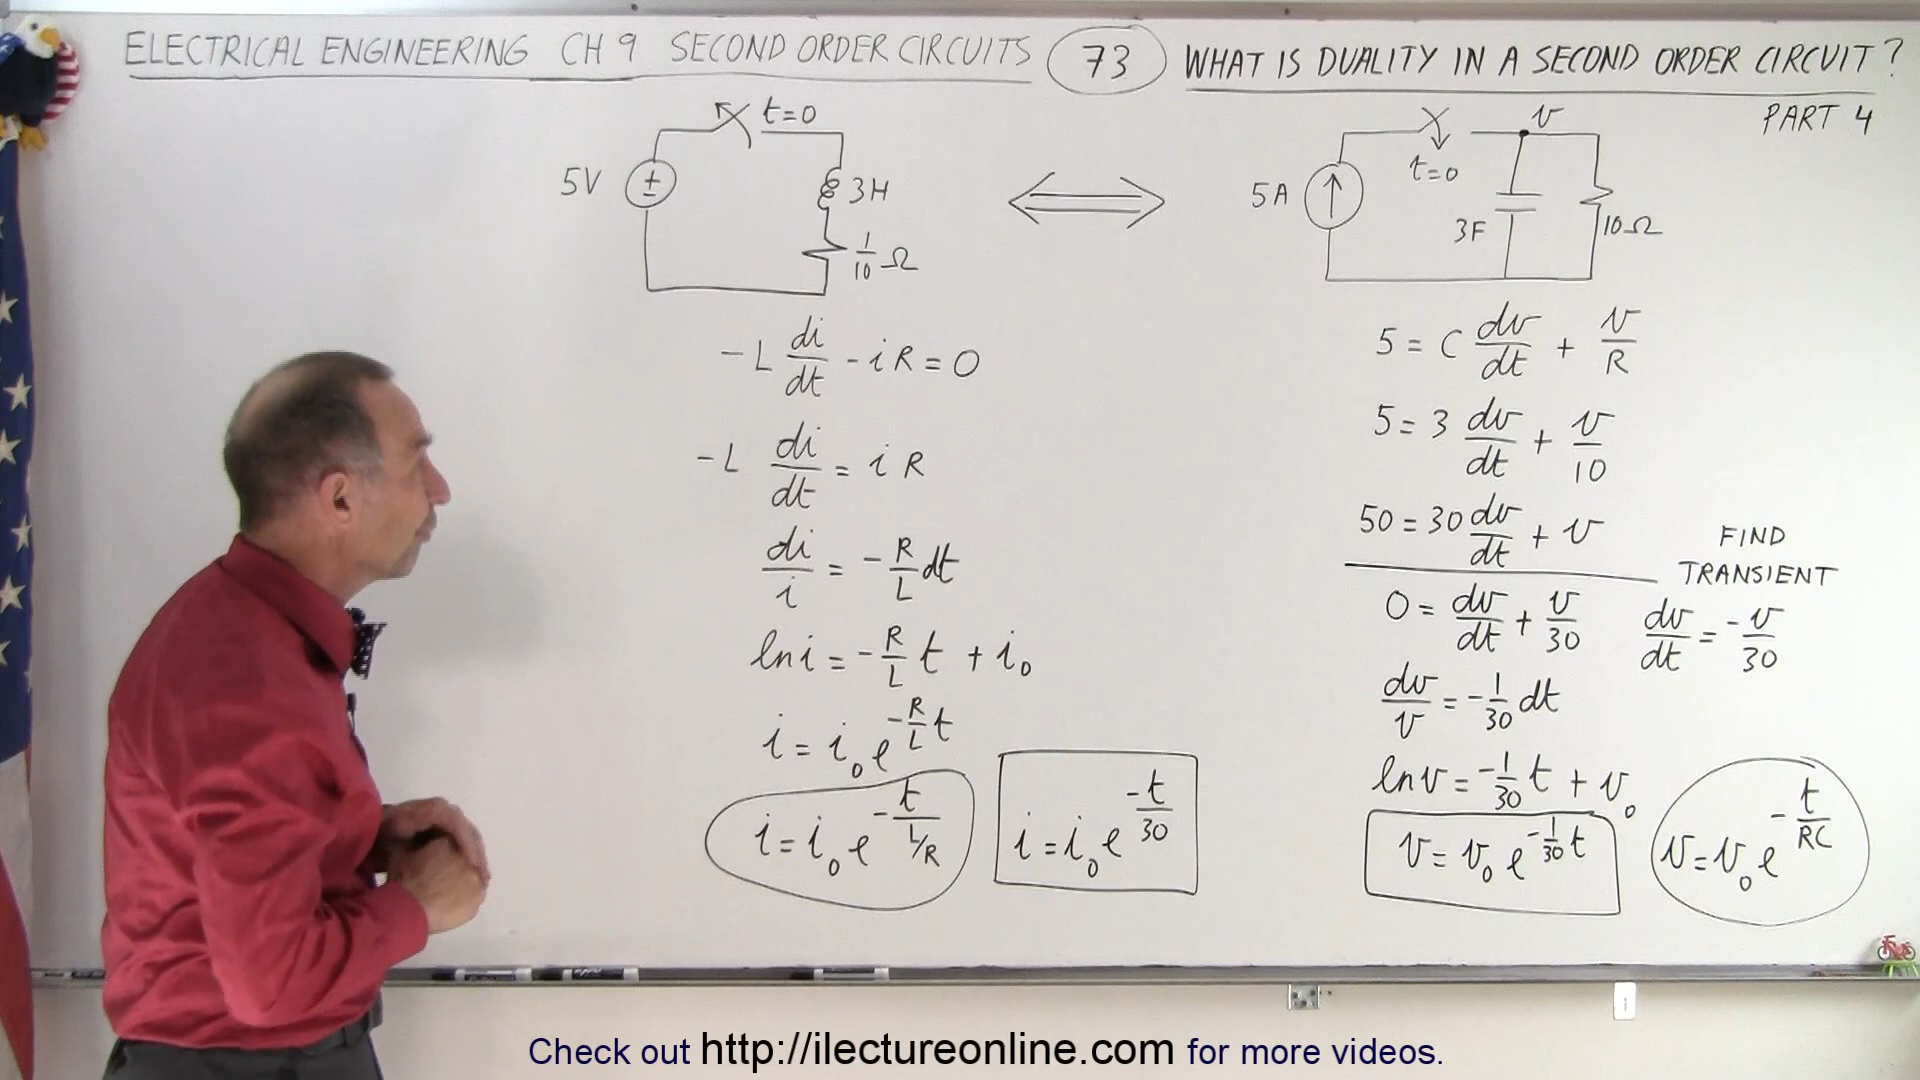 ELECTRICAL ENGINEERING CH 9 SECOND ORDER CIRCUITS 73 WHAT IS DUALITY IN A SECOND ORDER CIRCUIT?
PART 4
t=0
5V
±
3H
1/10 Ω
v
t=0
5A
3F
10Ω
-L di/dt - iR = 0
-L di/dt = iR
di/i = -R/L dt
ln i = -R/L t + i₀
i = i₀ e^(-R/L t)
i = i₀ e^(-t/(L/R))
i = i₀ e^(-t/30)
5 = C dv/dt + v/R
5 = 3 dv/dt + v/10
50 = 30 dv/dt + v
FIND
TRANSIENT
0 = dv/dt + v/30
dv/dt = -v/30
dv/v = -1/30 dt
ln v = -1/30 t + v₀
v = v₀ e^(-1/30 t)
v = v₀ e^(-t/RC)
Check out http://ilectureonline.com for more videos.